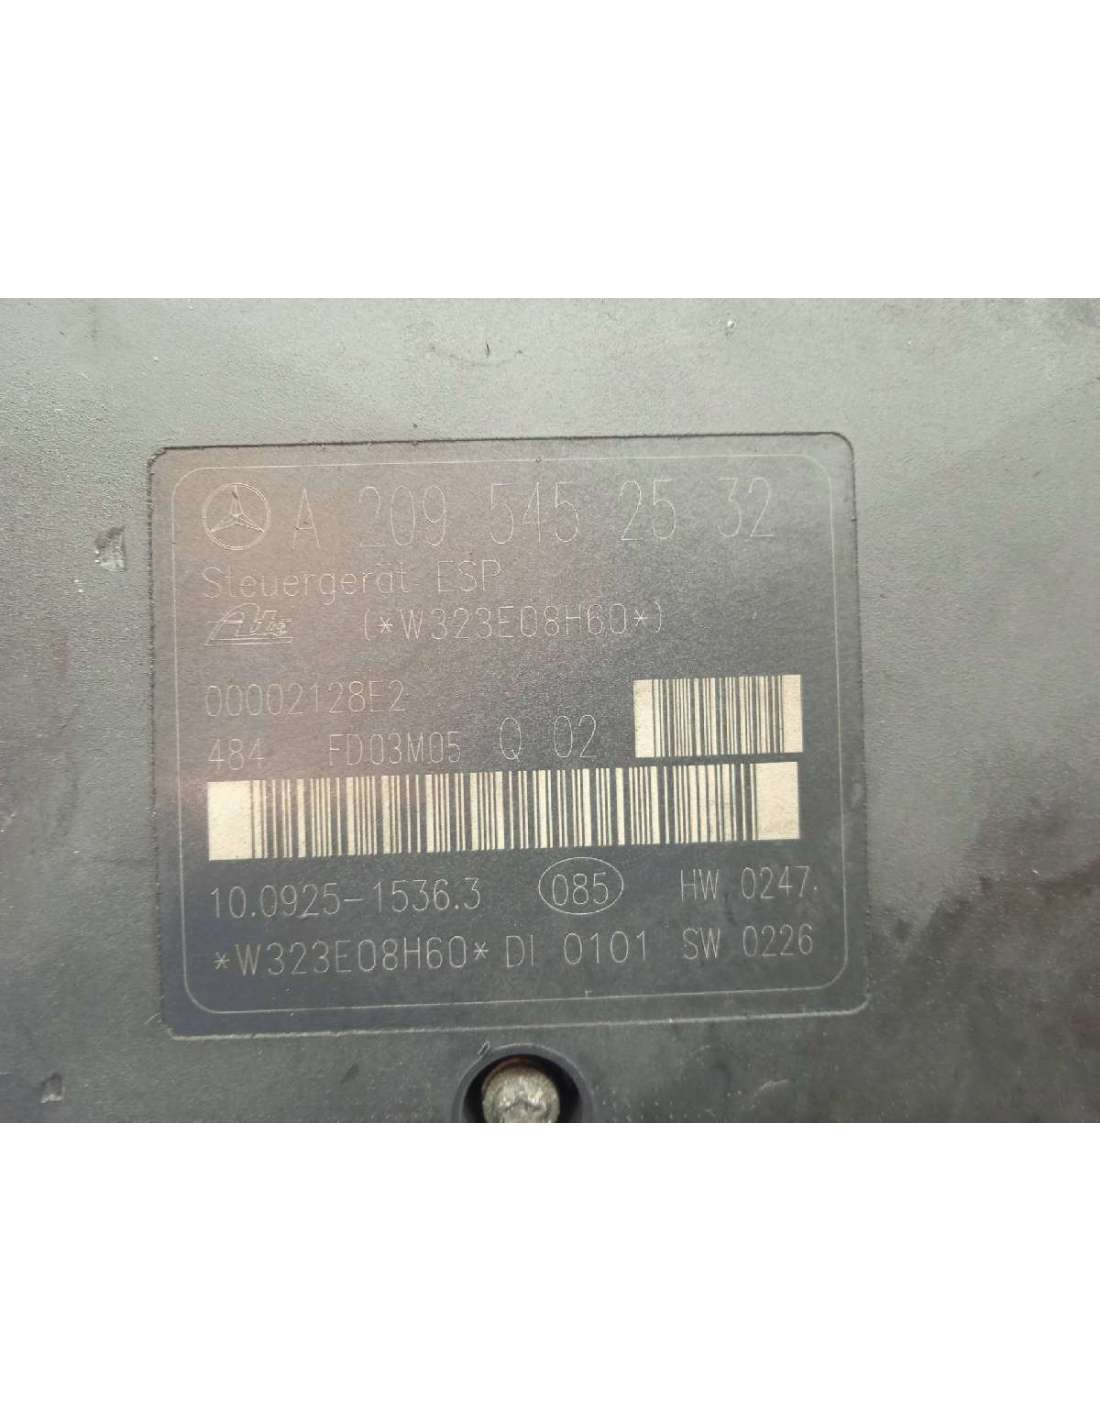 A 209 545 25 32
Steuergerät ESP
Ate (*W323E08H60*)
00002128E2
484 FD03M05 Q 02
10.0925-1536.3 085 HW 0247
*W323E08H60* DI 0101 SW 0226